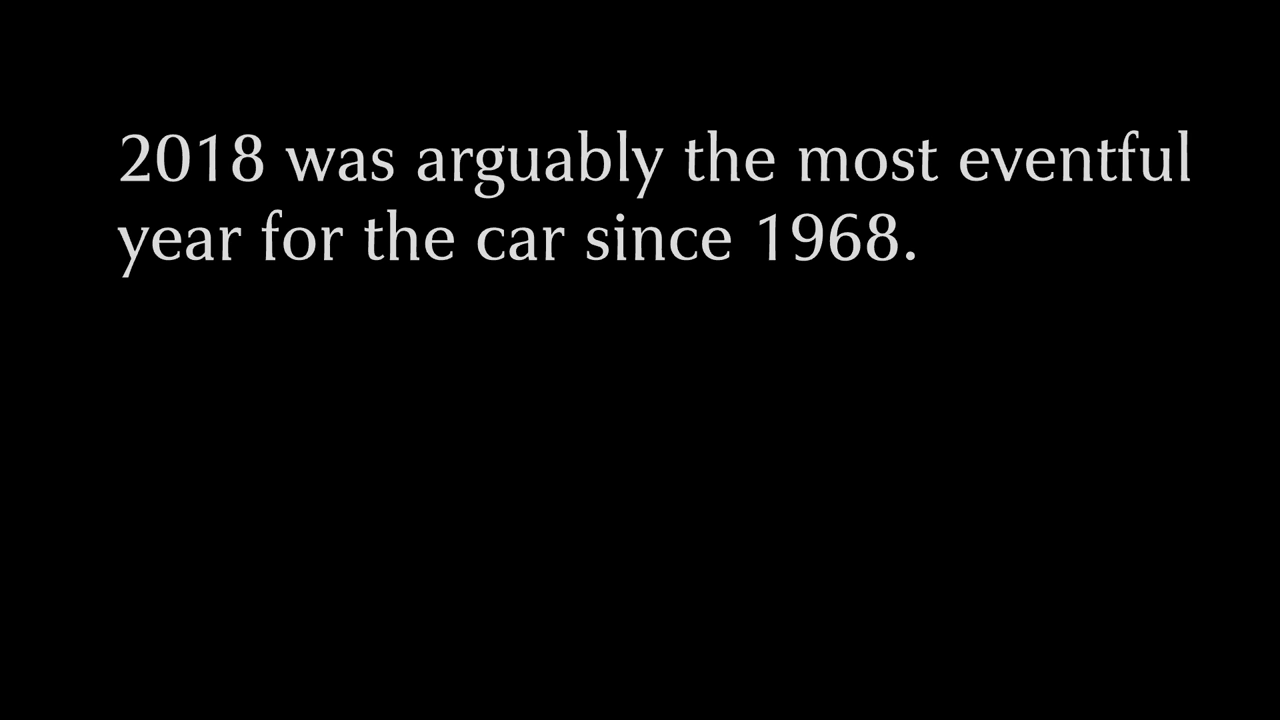 2018 was arguably the most eventful
year for the car since 1968.